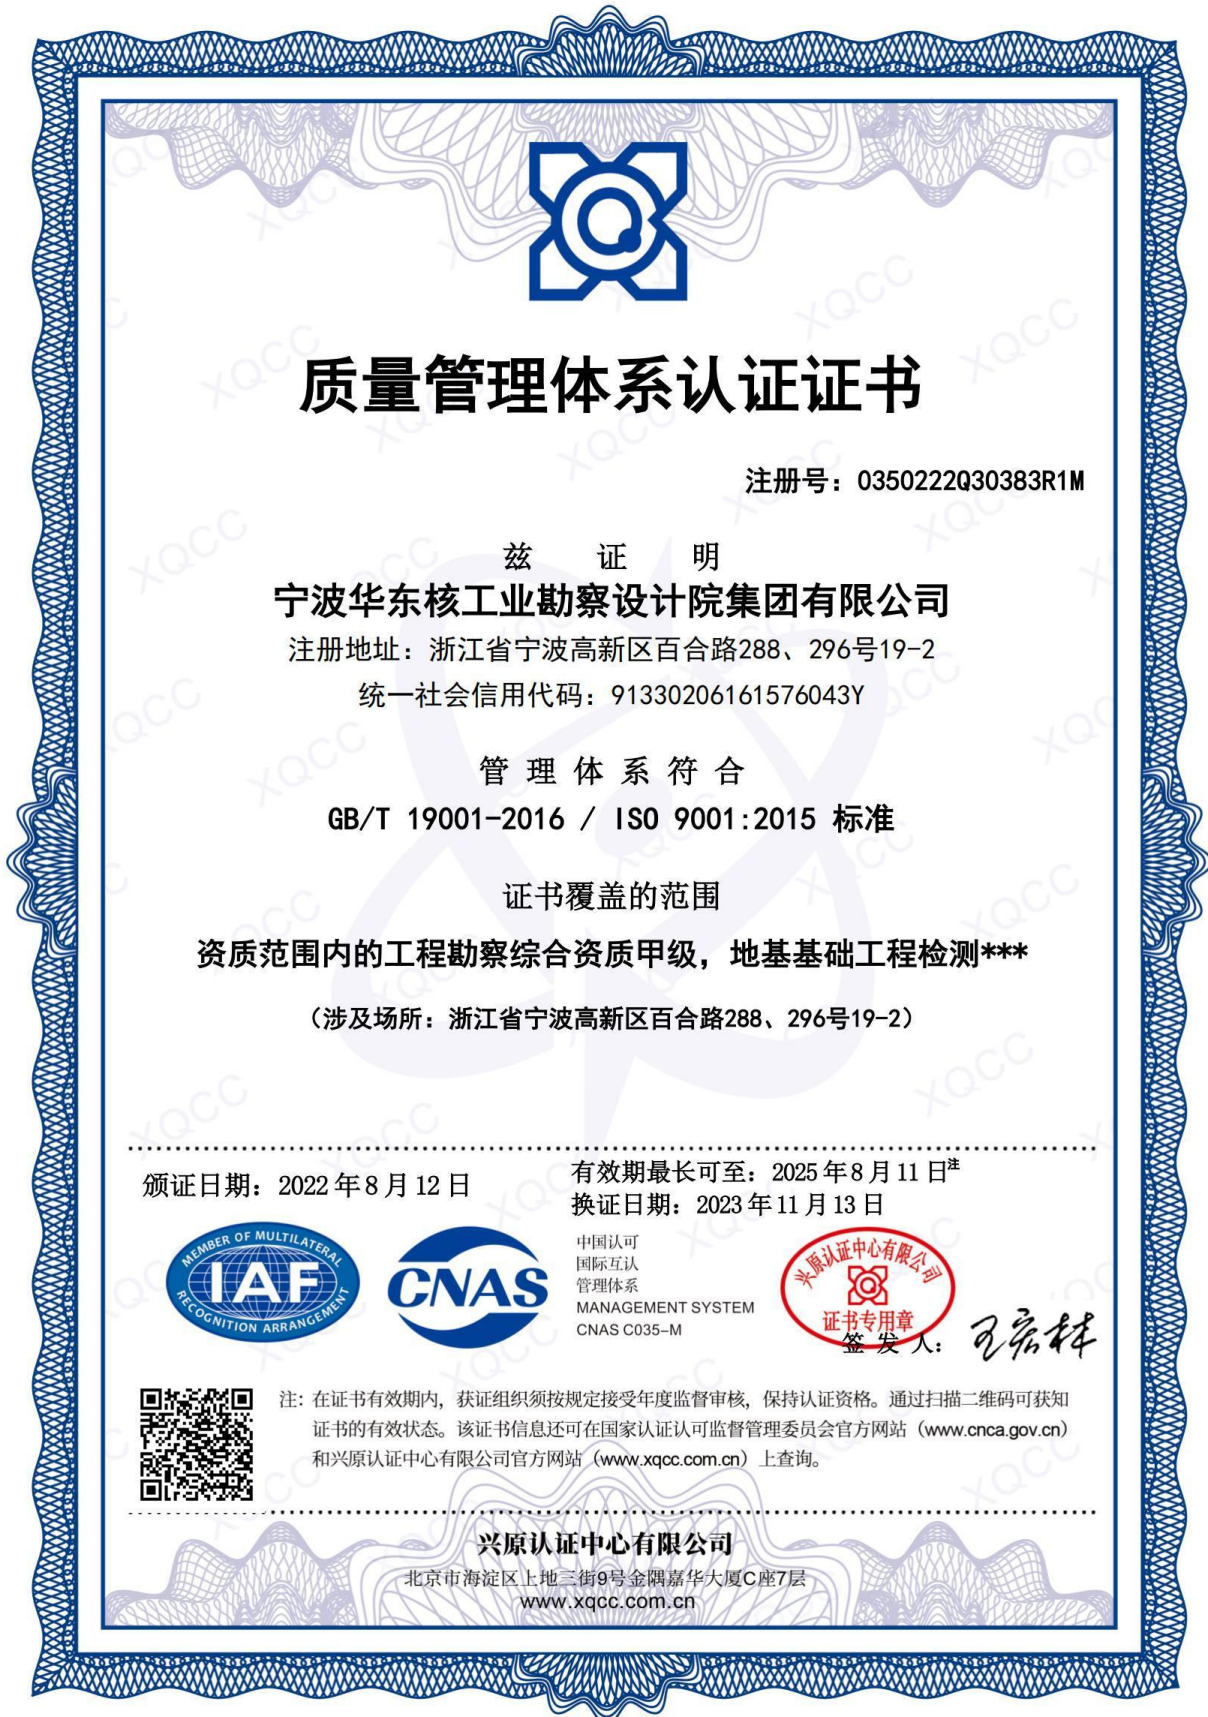 质量管理体系认证证书
注册号：0350222Q30383R1M
兹 证 明
宁波华东核工业勘察设计院集团有限公司
注册地址：浙江省宁波高新区百合路288、296号19-2
统一社会信用代码：91330206161576043Y
管 理 体 系 符 合
GB/T 19001-2016 / ISO 9001:2015 标准
证书覆盖的范围
资质范围内的工程勘察综合资质甲级，地基基础工程检测***
（涉及场所：浙江省宁波高新区百合路288、296号19-2）
颁证日期：2022年8月12日
有效期最长可至：2025年8月11日注
换证日期：2023年11月13日
MEMBER OF MULTILATERAL
IAF
RECOGNITION ARRANGEMENT
CNAS
中国认可
国际互认
管理体系
MANAGEMENT SYSTEM
CNAS C035-M
兴原认证中心有限公司
证书专用章
签 发 人：
王宏林
注：在证书有效期内，获证组织须按规定接受年度监督审核，保持认证资格。通过扫描二维码可获知
证书的有效状态。该证书信息还可在国家认证认可监督管理委员会官方网站（www.cnca.gov.cn）
和兴原认证中心有限公司官方网站（www.xqcc.com.cn）上查询。
兴原认证中心有限公司
北京市海淀区上地三街9号金隅嘉华大厦C座7层
www.xqcc.com.cn
XQCC